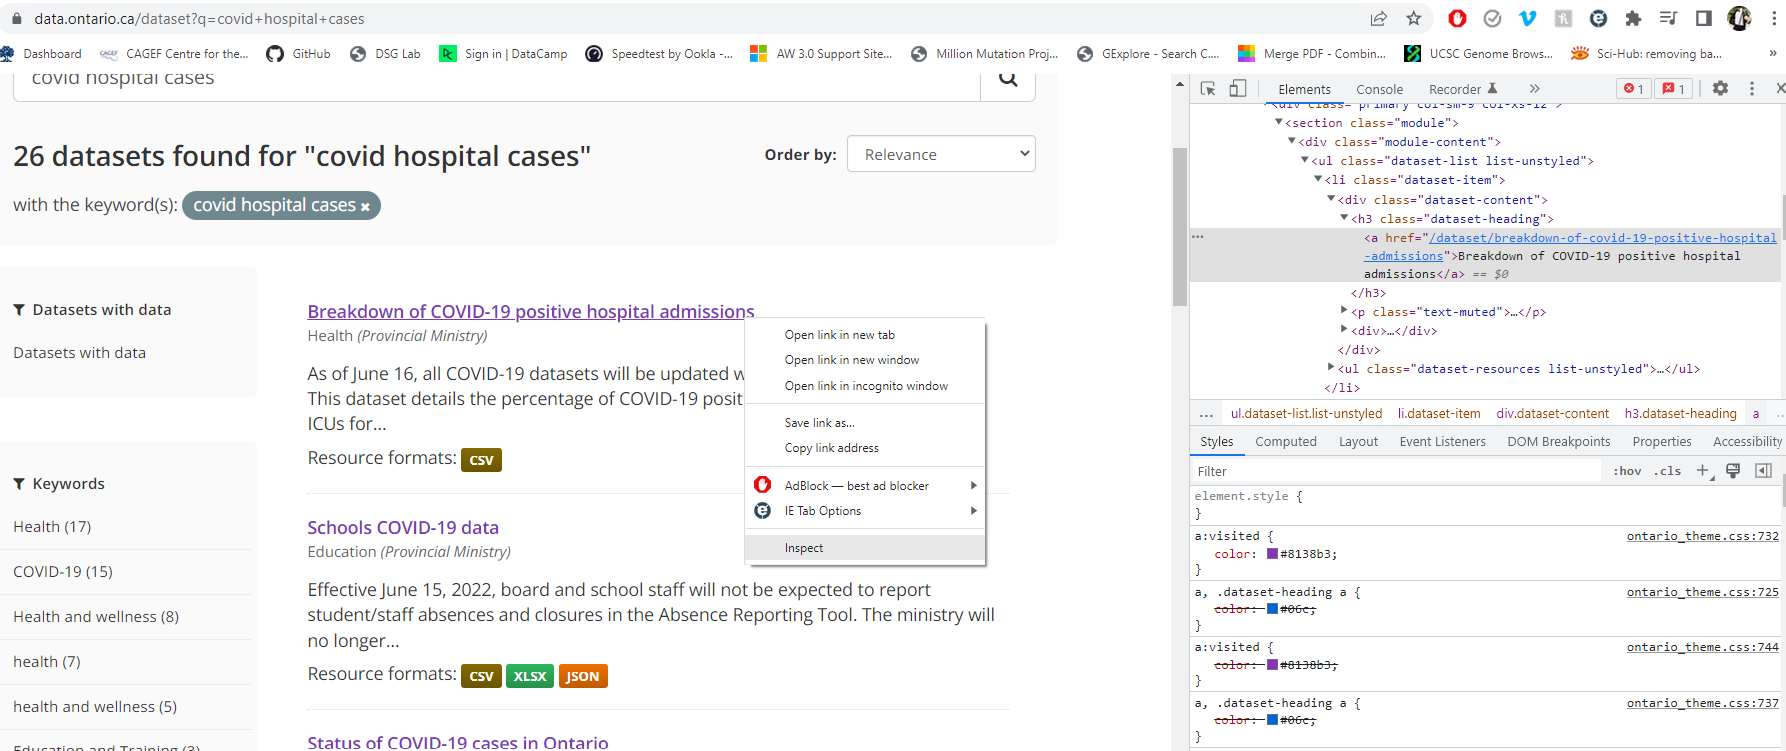 data.ontario.ca/dataset?q=covid+hospital+cases
Dashboard CAGEF Centre for the... GitHub DSG Lab Sign in | DataCamp Speedtest by Ookla -... AW 3.0 Support Site... Million Mutation Proj... GExplore - Search C... Merge PDF - Combin... UCSC Genome Brows... Sci-Hub: removing ba... »
covid hospital cases
26 datasets found for "covid hospital cases"
Order by: Relevance
with the keyword(s): covid hospital cases ×
Datasets with data
Datasets with data
Keywords
Health (17)
COVID-19 (15)
Health and wellness (8)
health (7)
health and wellness (5)
Education and Training (3)
Breakdown of COVID-19 positive hospital admissions
Health (Provincial Ministry)
As of June 16, all COVID-19 datasets will be updated w
This dataset details the percentage of COVID-19 posit
ICUs for...
Resource formats: CSV
Schools COVID-19 data
Education (Provincial Ministry)
Effective June 15, 2022, board and school staff will not be expected to report
student/staff absences and closures in the Absence Reporting Tool. The ministry will
no longer...
Resource formats: CSV XLSX JSON
Status of COVID-19 cases in Ontario
Open link in new tab
Open link in new window
Open link in incognito window
Save link as...
Copy link address
AdBlock — best ad blocker
IE Tab Options
Inspect
Elements Console Recorder » 1 1
<div class="primary col-sm-9 col-xs-12">
<section class="module">
<div class="module-content">
<ul class="dataset-list list-unstyled">
<li class="dataset-item">
<div class="dataset-content">
<h3 class="dataset-heading">
<a href="/dataset/breakdown-of-covid-19-positive-hospital
-admissions">Breakdown of COVID-19 positive hospital
admissions</a> == $0
</h3>
<p class="text-muted">…</p>
<div>…</div>
</div>
<ul class="dataset-resources list-unstyled">…</ul>
</li>
... ul.dataset-list.list-unstyled li.dataset-item div.dataset-content h3.dataset-heading a ...
Styles Computed Layout Event Listeners DOM Breakpoints Properties Accessibility
Filter :hov .cls +
element.style {
}
a:visited { ontario_theme.css:732
color: #8138b3;
}
a, .dataset-heading a { ontario_theme.css:725
color: #06c;
}
a:visited { ontario_theme.css:744
color: #8138b3;
}
a, .dataset-heading a { ontario_theme.css:737
color: #06c;
}